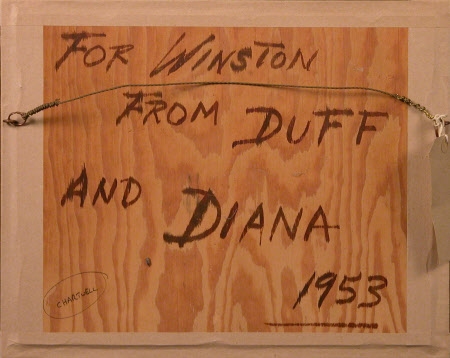 FOR WINSTON
FROM DUFF
AND DIANA
1953
CHARTWELL